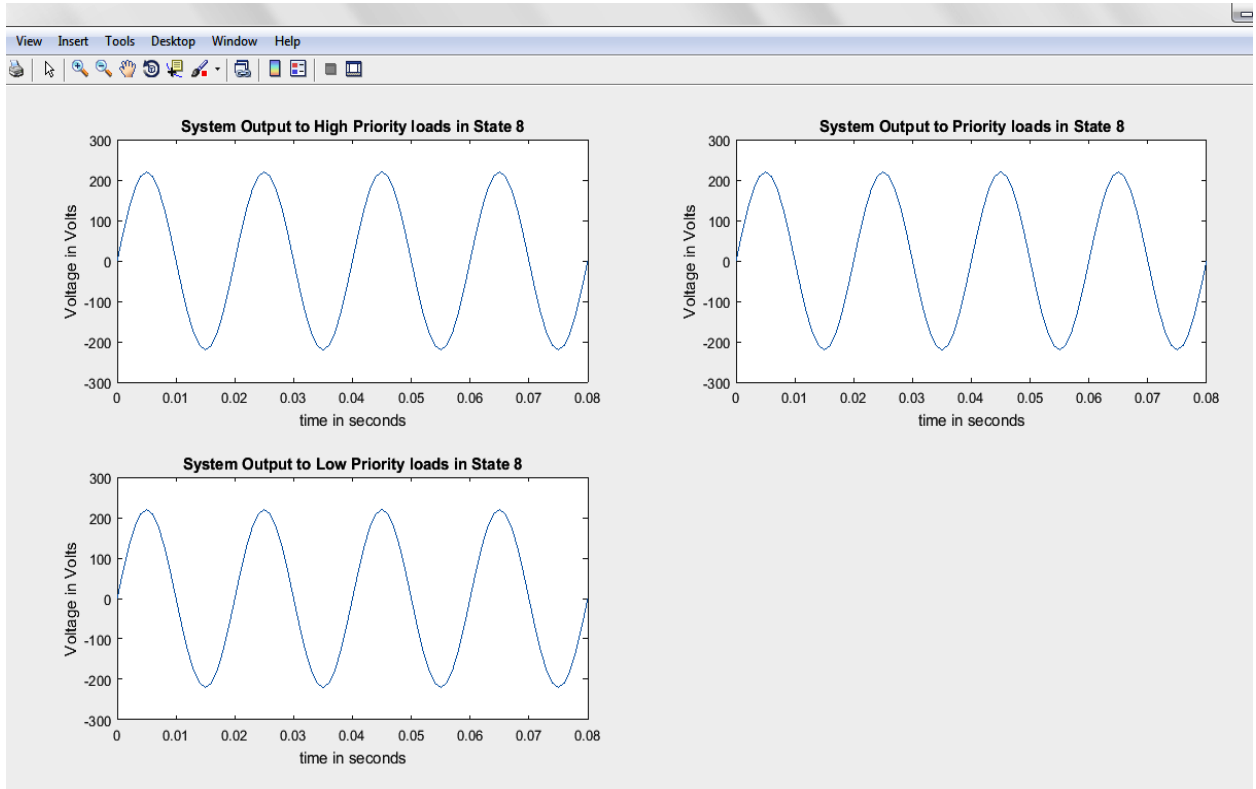 View Insert Tools Desktop Window Help
System Output to High Priority loads in State 8
300
200
100
0
-100
-200
-300
Voltage in Volts
0 0.01 0.02 0.03 0.04 0.05 0.06 0.07 0.08
time in seconds
System Output to Priority loads in State 8
300
200
100
0
-100
-200
-300
Voltage in Volts
0 0.01 0.02 0.03 0.04 0.05 0.06 0.07 0.08
time in seconds
System Output to Low Priority loads in State 8
300
200
100
0
-100
-200
-300
Voltage in Volts
0 0.01 0.02 0.03 0.04 0.05 0.06 0.07 0.08
time in seconds